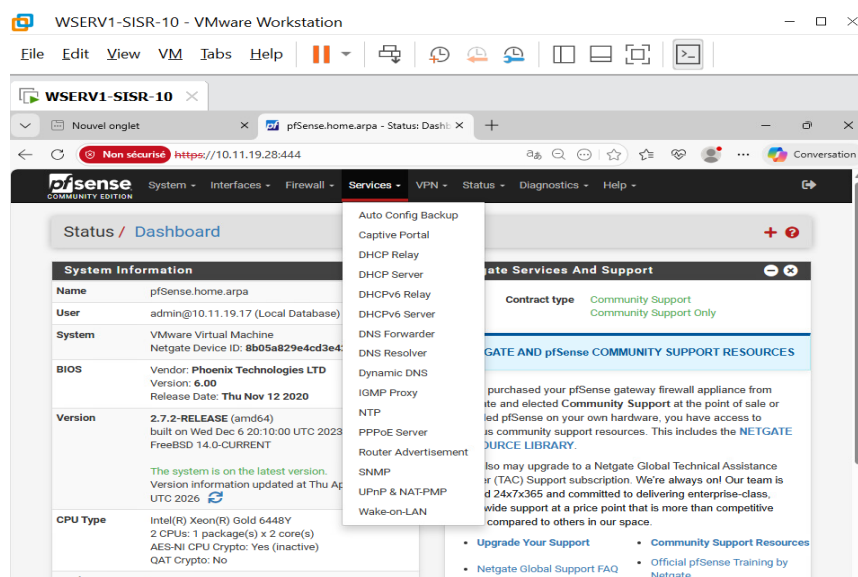 WSERV1-SISR-10 - VMware Workstation
File Edit View VM Tabs Help
WSERV1-SISR-10
Nouvel onglet
pfSense.home.arpa - Status: Dashb
Non sécurisé https://10.11.19.28:444
Conversation
pfsense
COMMUNITY EDITION
System Interfaces Firewall Services VPN Status Diagnostics Help
Auto Config Backup
Captive Portal
DHCP Relay
DHCP Server
DHCPv6 Relay
DHCPv6 Server
DNS Forwarder
DNS Resolver
Dynamic DNS
IGMP Proxy
NTP
PPPoE Server
Router Advertisement
SNMP
UPnP & NAT-PMP
Wake-on-LAN
Status / Dashboard
System Information
Name pfSense.home.arpa
User admin@10.11.19.17 (Local Database)
System VMware Virtual Machine
Netgate Device ID: 8b05a829e4cd3e4
BIOS Vendor: Phoenix Technologies LTD
Version: 6.00
Release Date: Thu Nov 12 2020
Version 2.7.2-RELEASE (amd64)
built on Wed Dec 6 20:10:00 UTC 2023
FreeBSD 14.0-CURRENT
The system is on the latest version.
Version information updated at Thu Ap
UTC 2026
CPU Type Intel(R) Xeon(R) Gold 6448Y
2 CPUs: 1 package(s) x 2 core(s)
AES-NI CPU Crypto: Yes (inactive)
QAT Crypto: No
gate Services And Support
Contract type Community Support
Community Support Only
GATE AND pfSense COMMUNITY SUPPORT RESOURCES
purchased your pfSense gateway firewall appliance from
te and elected Community Support at the point of sale or
led pfSense on your own hardware, you have access to
us community support resources. This includes the NETGATE
OURCE LIBRARY.
lso may upgrade to a Netgate Global Technical Assistance
r (TAC) Support subscription. We're always on! Our team is
d 24x7x365 and committed to delivering enterprise-class,
wide support at a price point that is more than competitive
compared to others in our space.
Upgrade Your Support
Community Support Resources
Netgate Global Support FAQ
Official pfSense Training by
Netgate